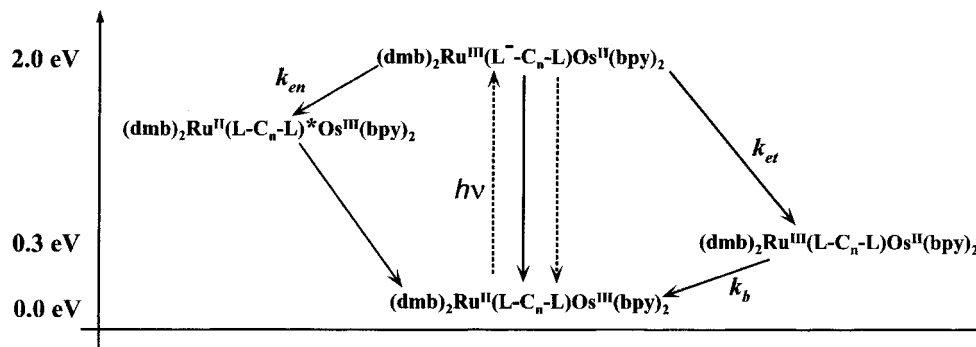 2.0 eV
(dmb)₂Ruᴵᴵᴵ(L⁻-Cₙ-L)Osᴵᴵ(bpy)₂
kₑₙ
(dmb)₂Ruᴵᴵ(L-Cₙ-L)*Osᴵᴵᴵ(bpy)₂
kₑₜ
hν
0.3 eV
(dmb)₂Ruᴵᴵᴵ(L-Cₙ-L)Osᴵᴵ(bpy)₂
k_b
0.0 eV
(dmb)₂Ruᴵᴵ(L-Cₙ-L)Osᴵᴵᴵ(bpy)₂